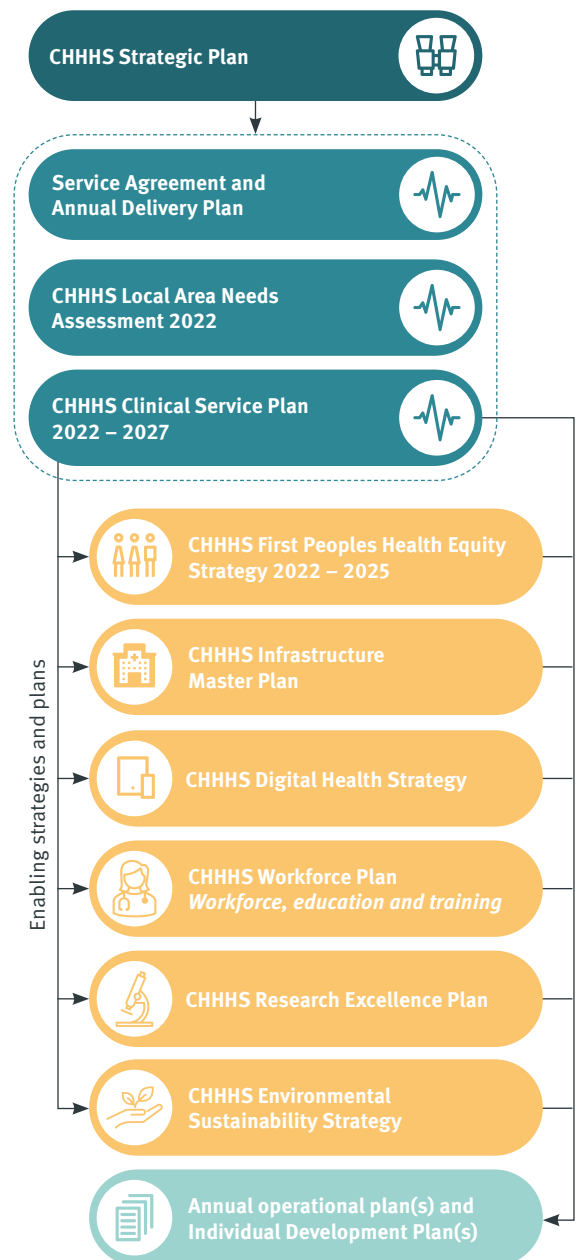 CHHHS Strategic Plan
Service Agreement and
Annual Delivery Plan
CHHHS Local Area Needs
Assessment 2022
CHHHS Clinical Service Plan
2022 – 2027
Enabling strategies and plans
CHHHS First Peoples Health Equity
Strategy 2022 – 2025
CHHHS Infrastructure
Master Plan
CHHHS Digital Health Strategy
CHHHS Workforce Plan
Workforce, education and training
CHHHS Research Excellence Plan
CHHHS Environmental
Sustainability Strategy
Annual operational plan(s) and
Individual Development Plan(s)